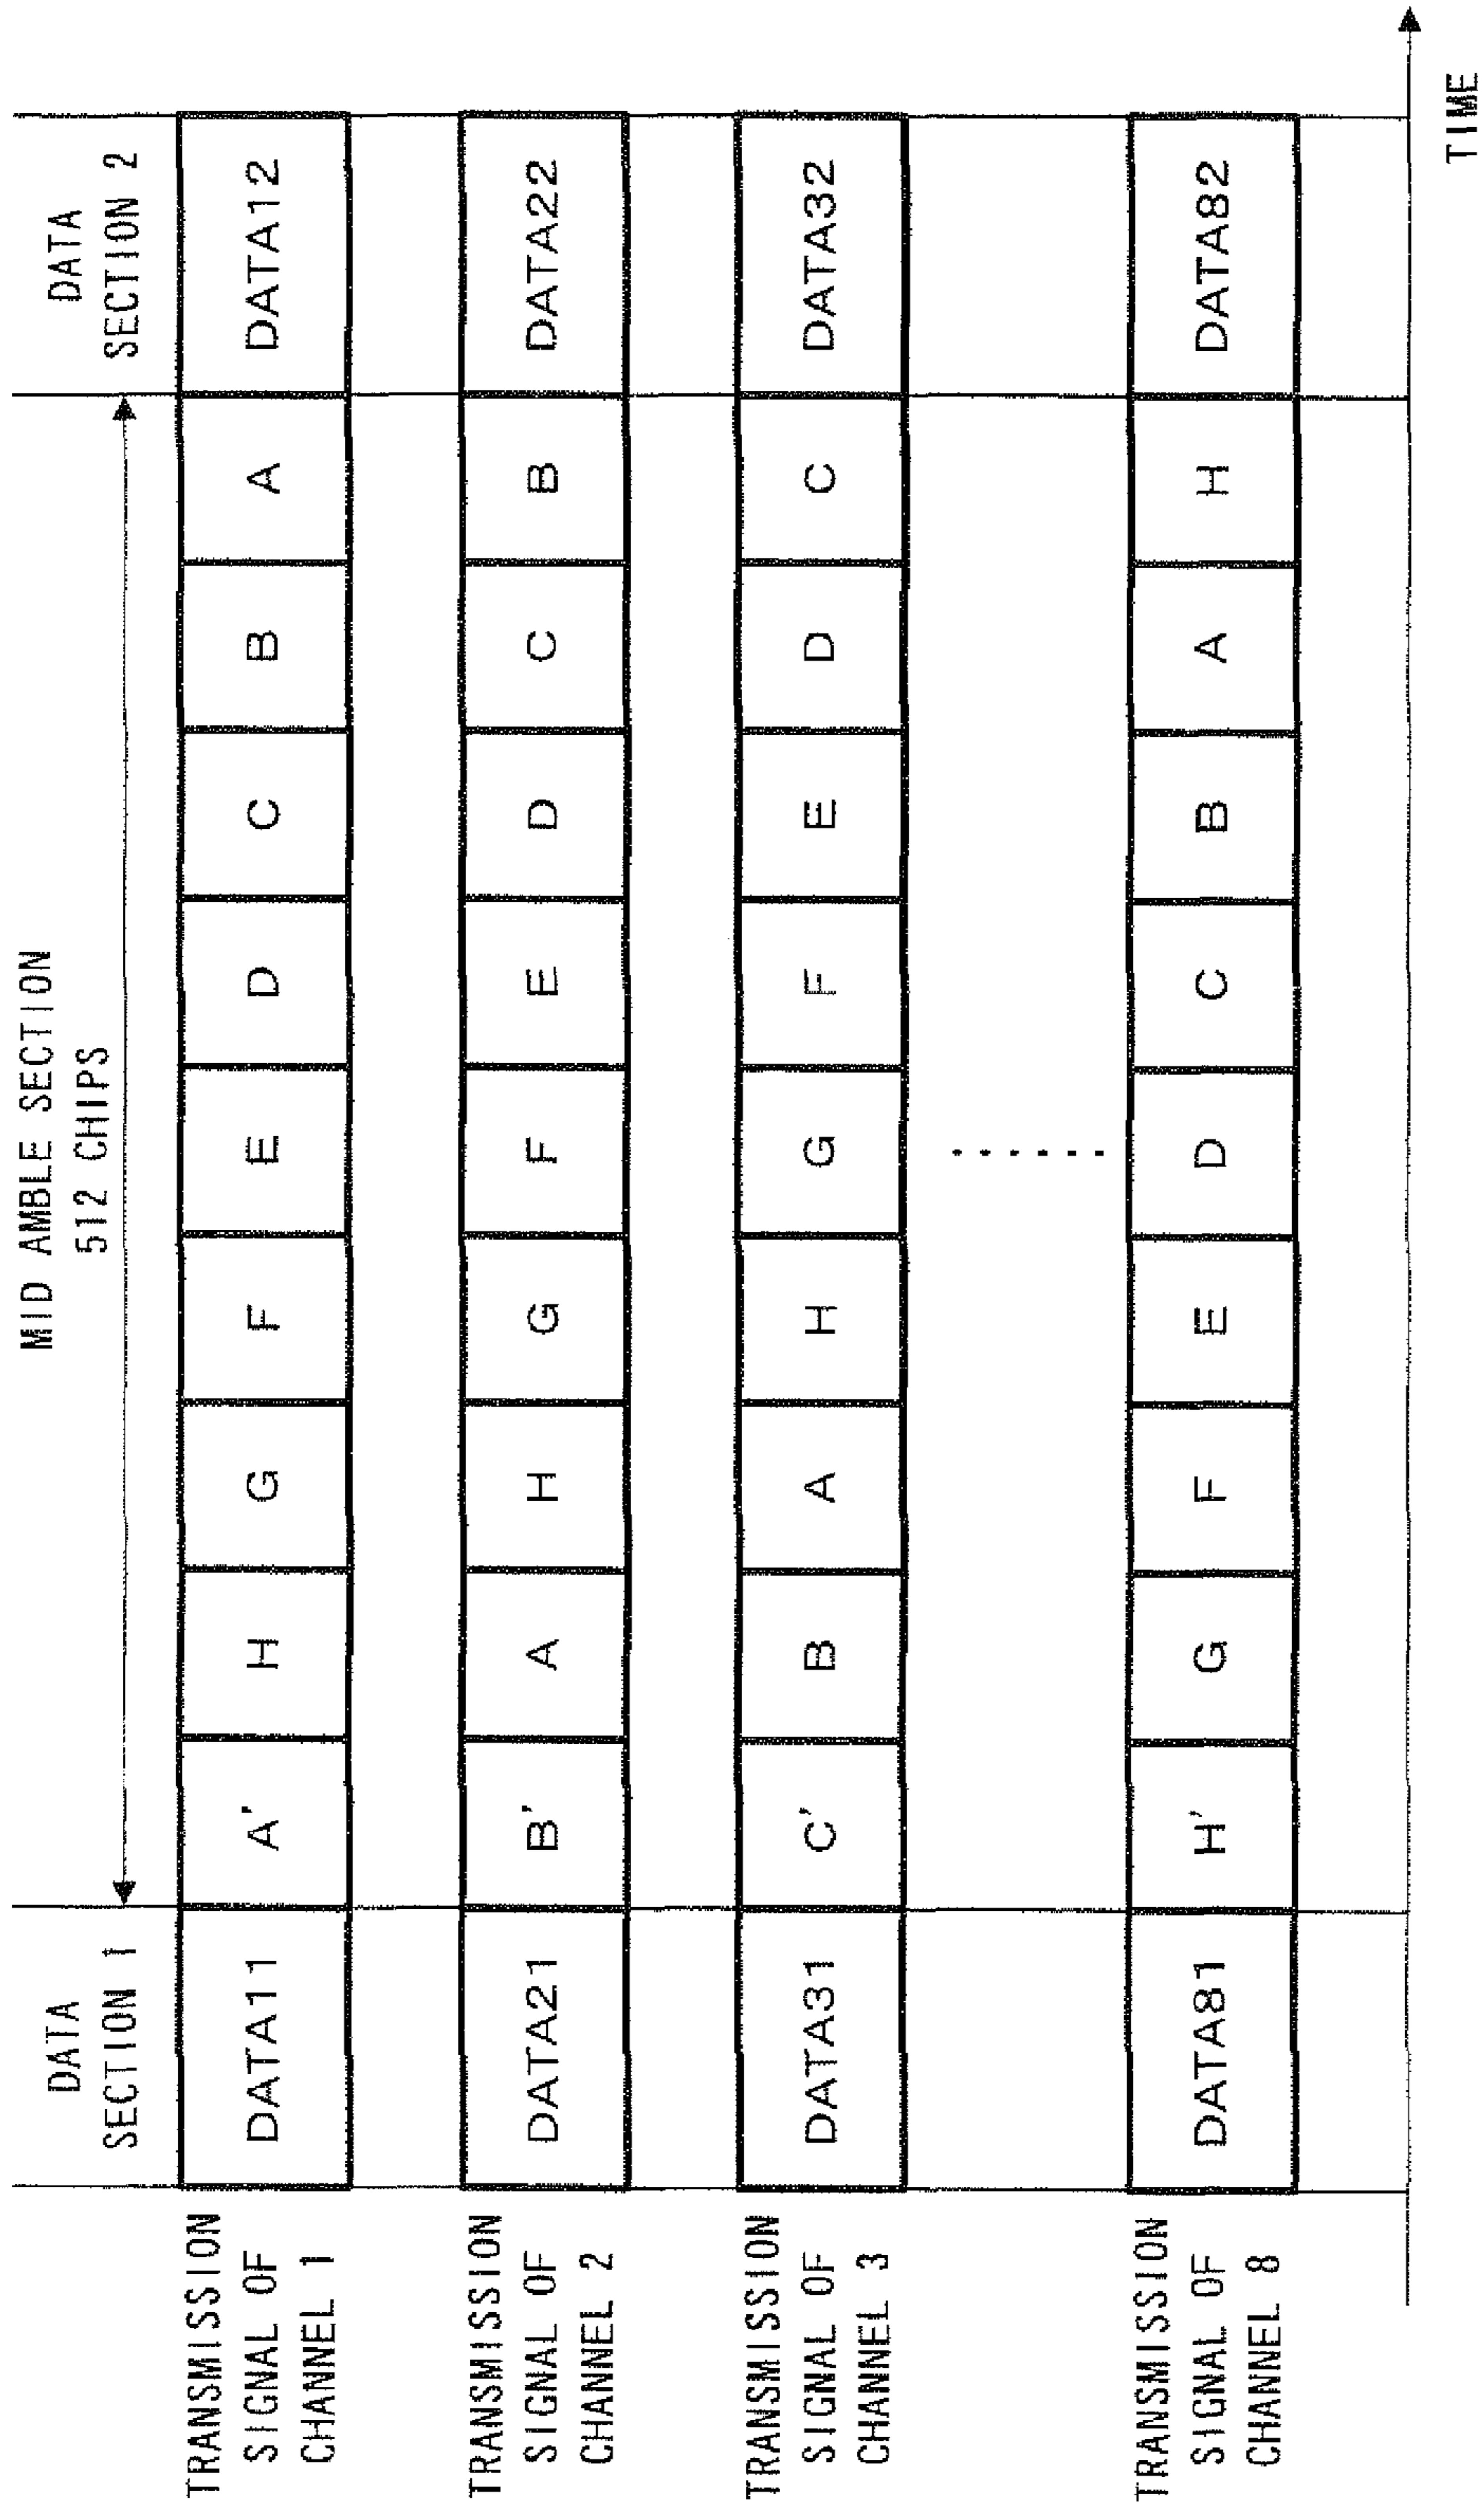 MID AMBLE SECTION
512 CHIPS
DATA
SECTION 1
DATA
SECTION 2
TRANSMISSION
SIGNAL OF
CHANNEL 1
DATA11 A' H G F E D C B A DATA12
TRANSMISSION
SIGNAL OF
CHANNEL 2
DATA21 B' A H G F E D C B DATA22
TRANSMISSION
SIGNAL OF
CHANNEL 3
DATA31 C' B A H G F E D C DATA32
TRANSMISSION
SIGNAL OF
CHANNEL 8
DATA81 H' G F E D C B A H DATA82
TIME